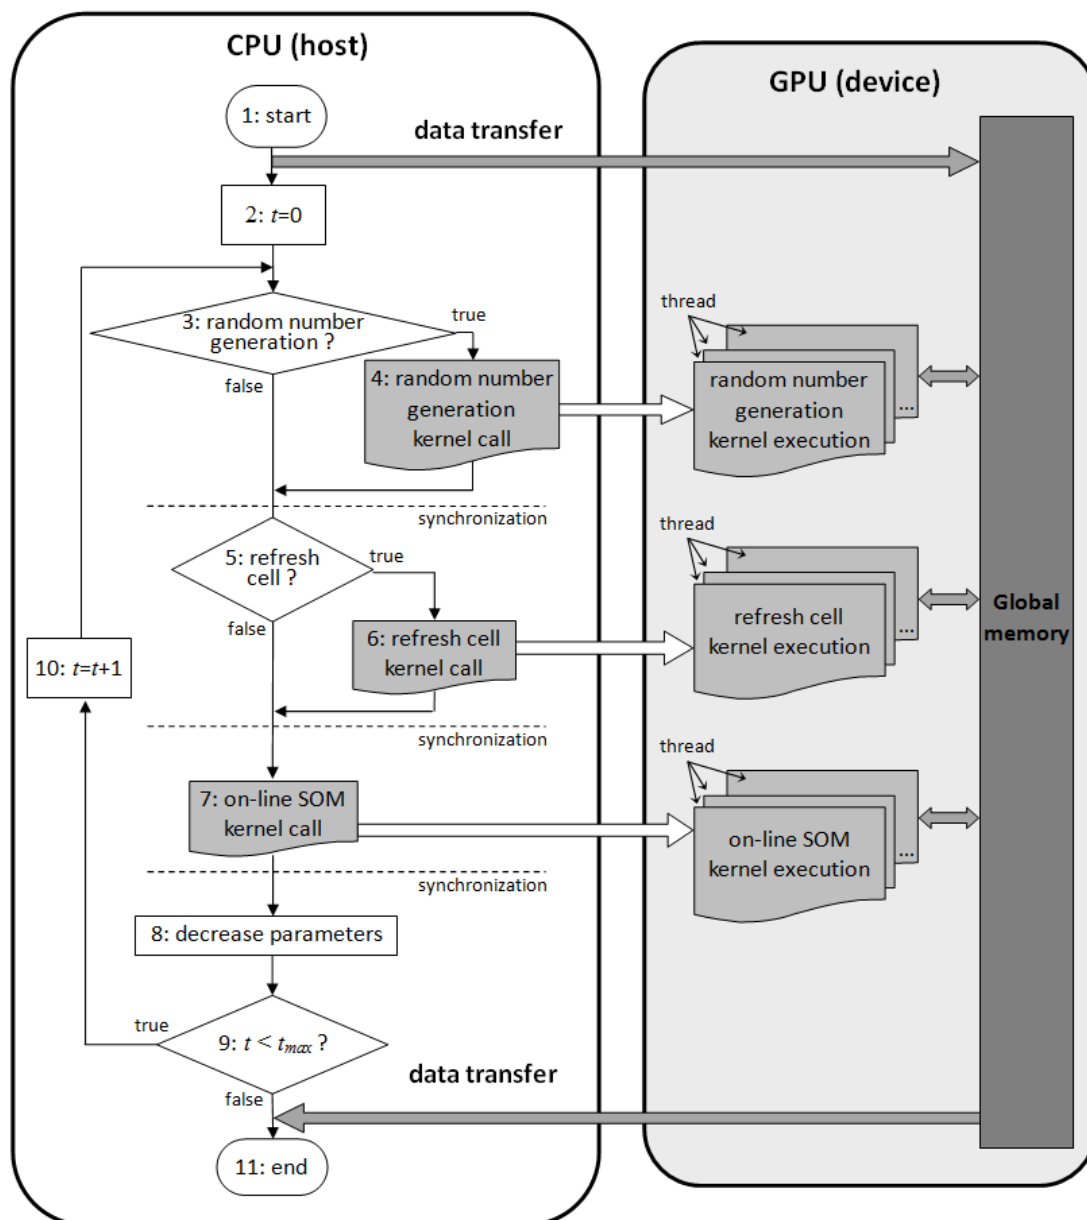 CPU (host)
GPU (device)
1: start
data transfer
2: t=0
thread
3: random number
generation ?
true
false
4: random number
generation
kernel call
random number
generation
kernel execution
...
synchronization
thread
5: refresh
cell ?
true
false
6: refresh cell
kernel call
refresh cell
kernel execution
...
Global
memory
10: t=t+1
synchronization
thread
7: on-line SOM
kernel call
on-line SOM
kernel execution
...
synchronization
8: decrease parameters
true
9: t < tmax ?
false
data transfer
11: end